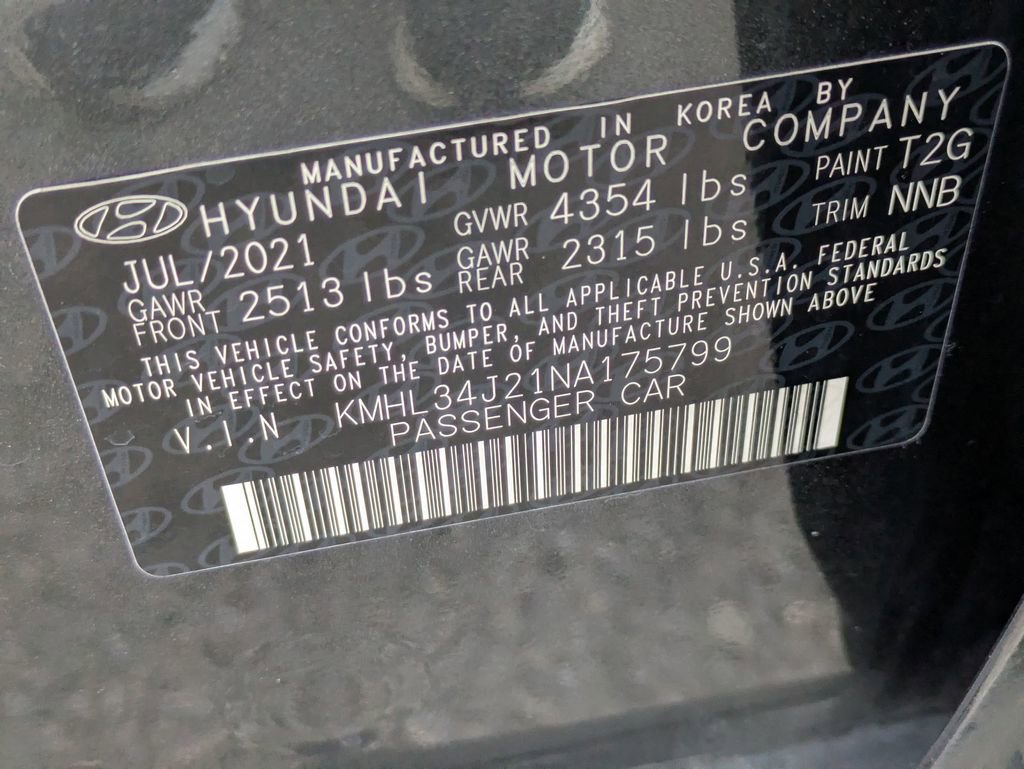 MANUFACTURED IN KOREA BY
HYUNDAI MOTOR COMPANY
JUL/2021 GVWR 4354 lbs PAINT T2G
GAWR FRONT 2513 lbs GAWR REAR 2315 lbs TRIM NNB
THIS VEHICLE CONFORMS TO ALL APPLICABLE U.S.A. FEDERAL
MOTOR VEHICLE SAFETY, BUMPER, AND THEFT PREVENTION STANDARDS
IN EFFECT ON THE DATE OF MANUFACTURE SHOWN ABOVE
V.I.N KMHL34J21NA175799
PASSENGER CAR